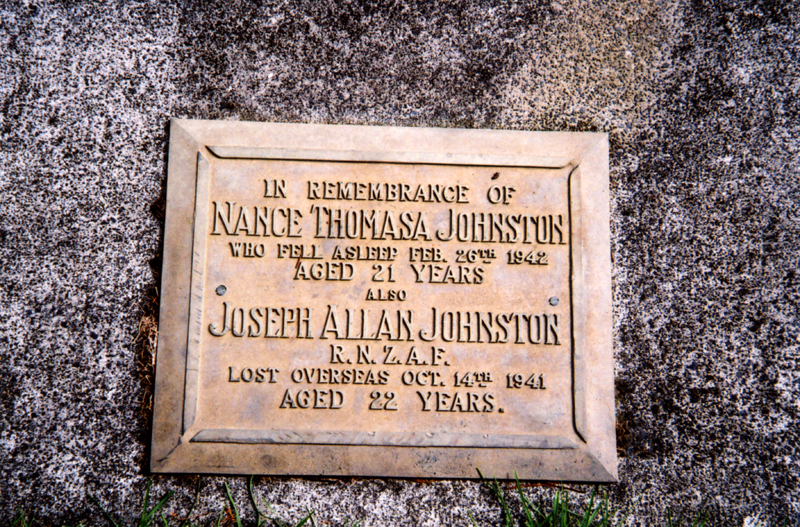 IN REMEMBRANCE OF
NANCE THOMASA JOHNSTON
WHO FELL ASLEEP FEB. 26TH 1942
AGED 21 YEARS
ALSO
JOSEPH ALLAN JOHNSTON
R.N.Z.A.F.
LOST OVERSEAS OCT. 14TH 1941
AGED 22 YEARS.